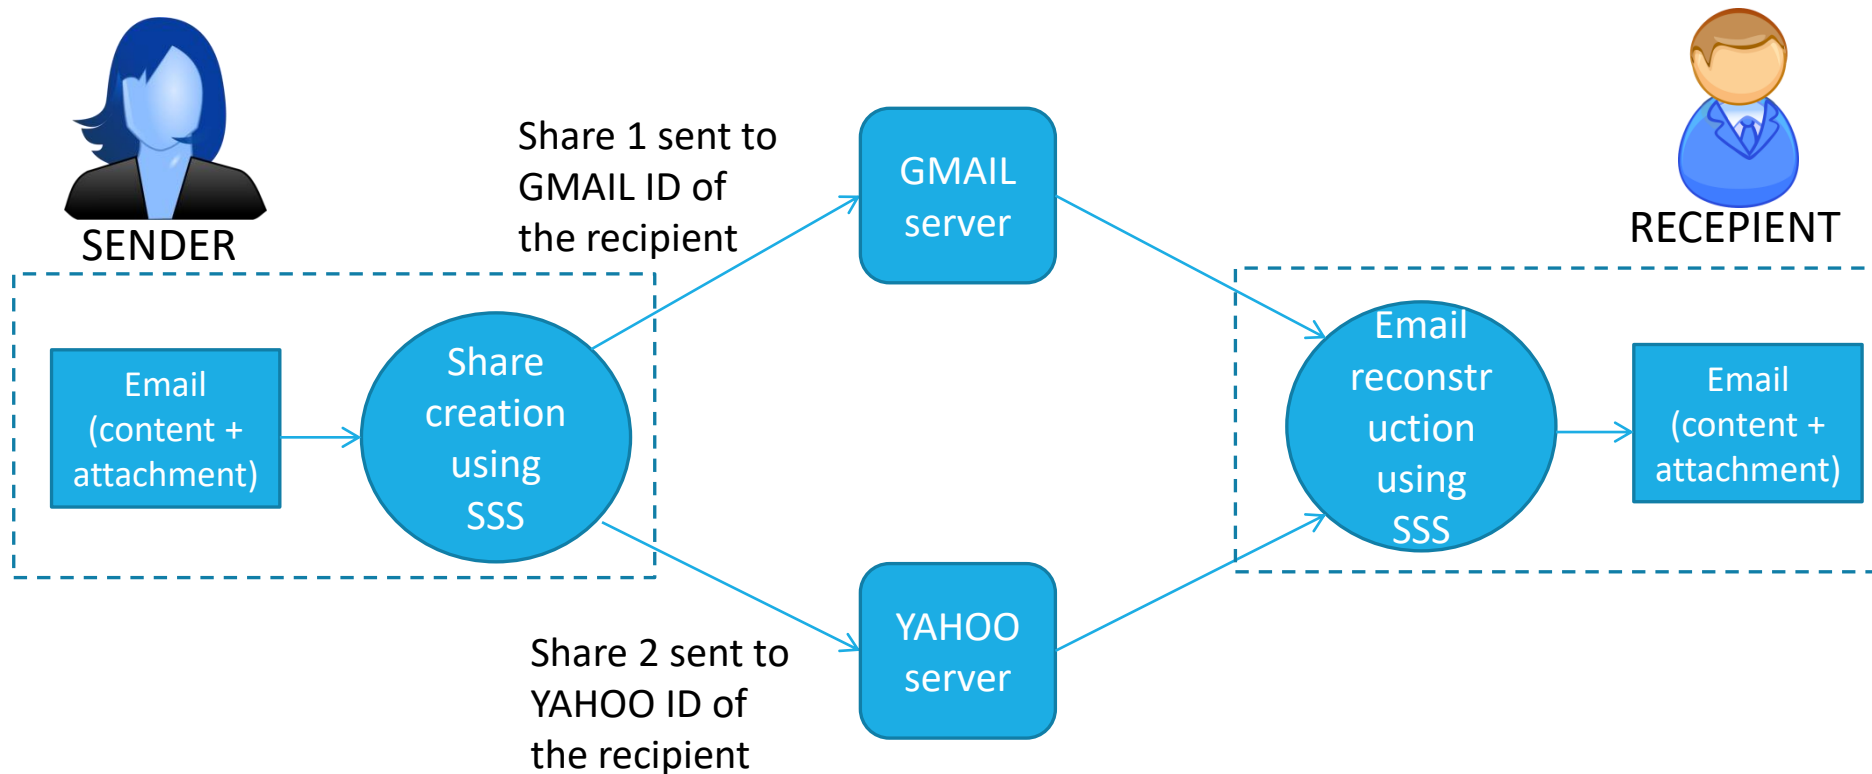 SENDER
Email
(content +
attachment)
Share
creation
using
SSS
Share 1 sent to
GMAIL ID of
the recipient
GMAIL
server
Share 2 sent to
YAHOO ID of
the recipient
YAHOO
server
RECEPIENT
Email
reconstr
uction
using
SSS
Email
(content +
attachment)